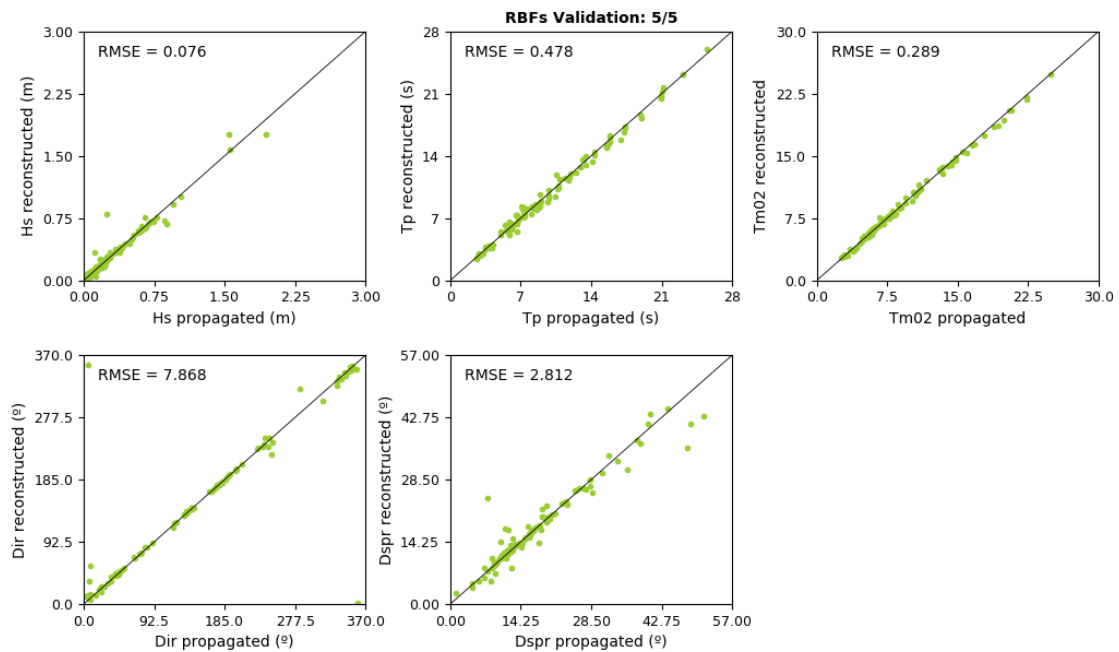 RBFs Validation: 5/5
RMSE = 0.076
Hs reconstructed (m)
3.00
2.25
1.50
0.75
0.00
0.00 0.75 1.50 2.25 3.00
Hs propagated (m)
RMSE = 0.478
Tp reconstructed (s)
28
21
14
7
0
0 7 14 21 28
Tp propagated (s)
RMSE = 0.289
Tm02 reconstructed
30.0
22.5
15.0
7.5
0.0
0.0 7.5 15.0 22.5 30.0
Tm02 propagated
RMSE = 7.868
Dir reconstructed (º)
370.0
277.5
185.0
92.5
0.0
0.0 92.5 185.0 277.5 370.0
Dir propagated (º)
RMSE = 2.812
Dspr reconstructed (º)
57.00
42.75
28.50
14.25
0.00
0.00 14.25 28.50 42.75 57.00
Dspr propagated (º)